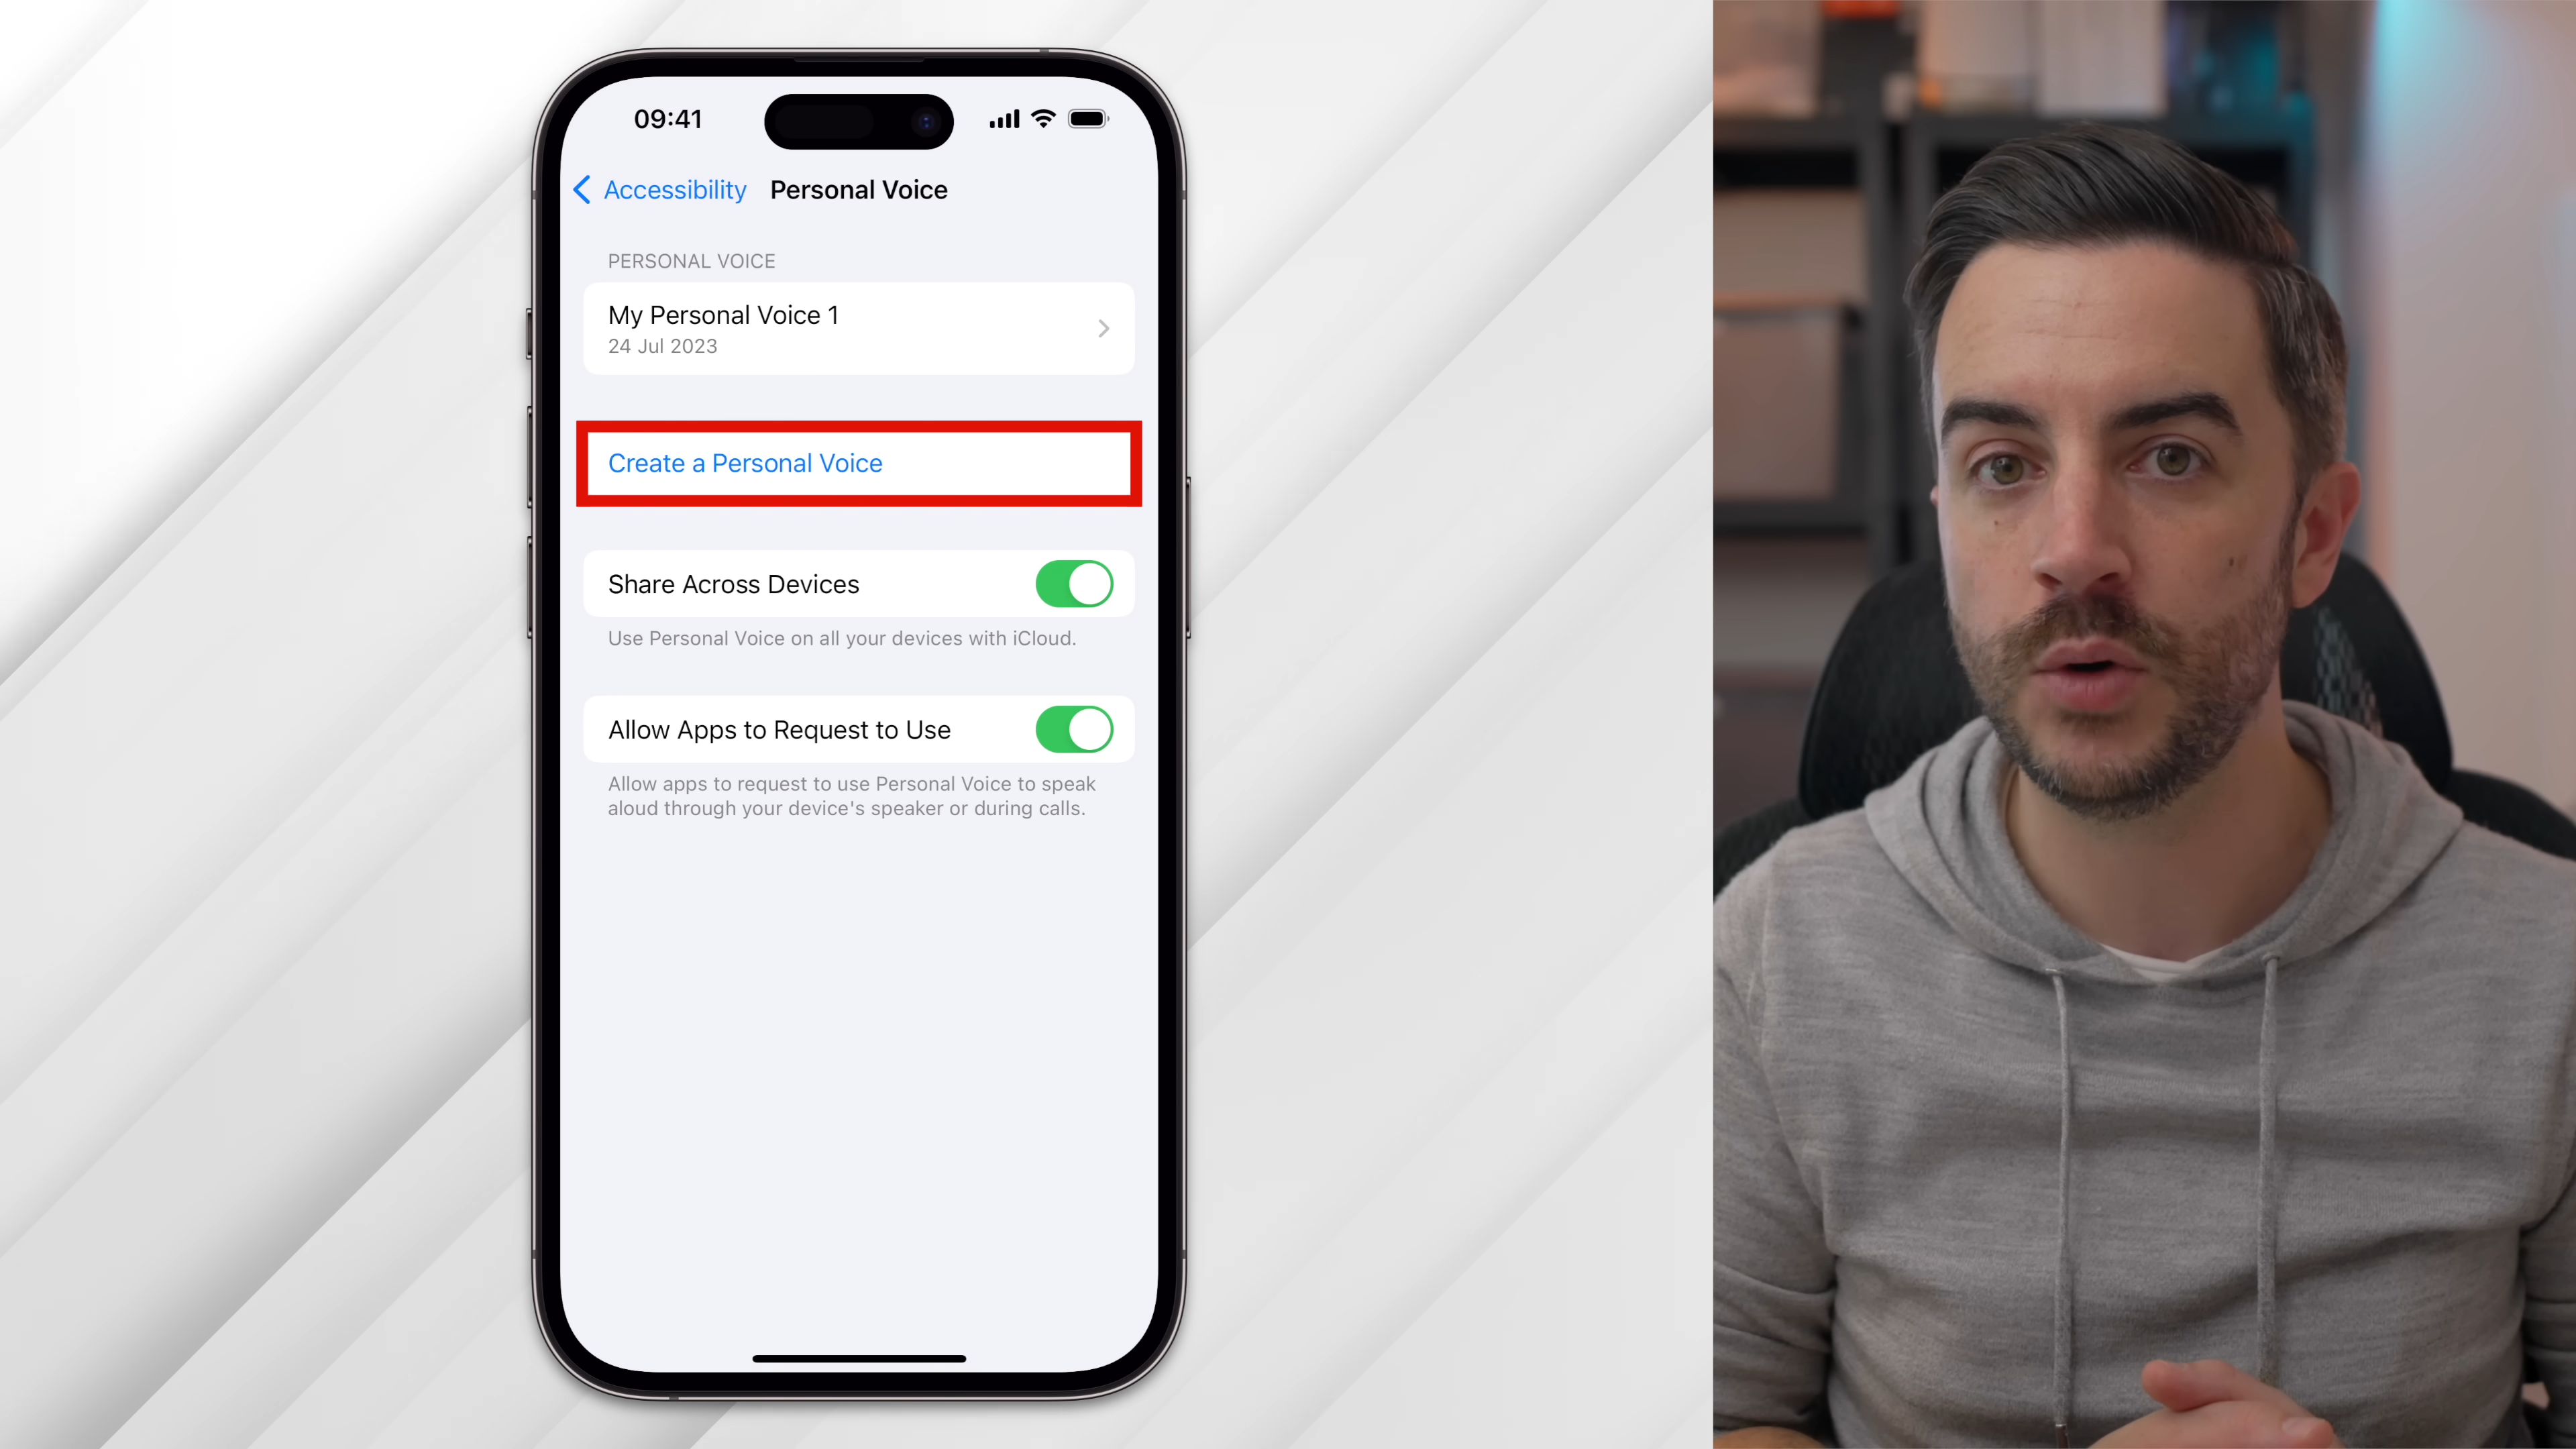 09:41
Accessibility Personal Voice
PERSONAL VOICE
My Personal Voice 1
24 Jul 2023
Create a Personal Voice
Share Across Devices
Use Personal Voice on all your devices with iCloud.
Allow Apps to Request to Use
Allow apps to request to use Personal Voice to speak
aloud through your device's speaker or during calls.